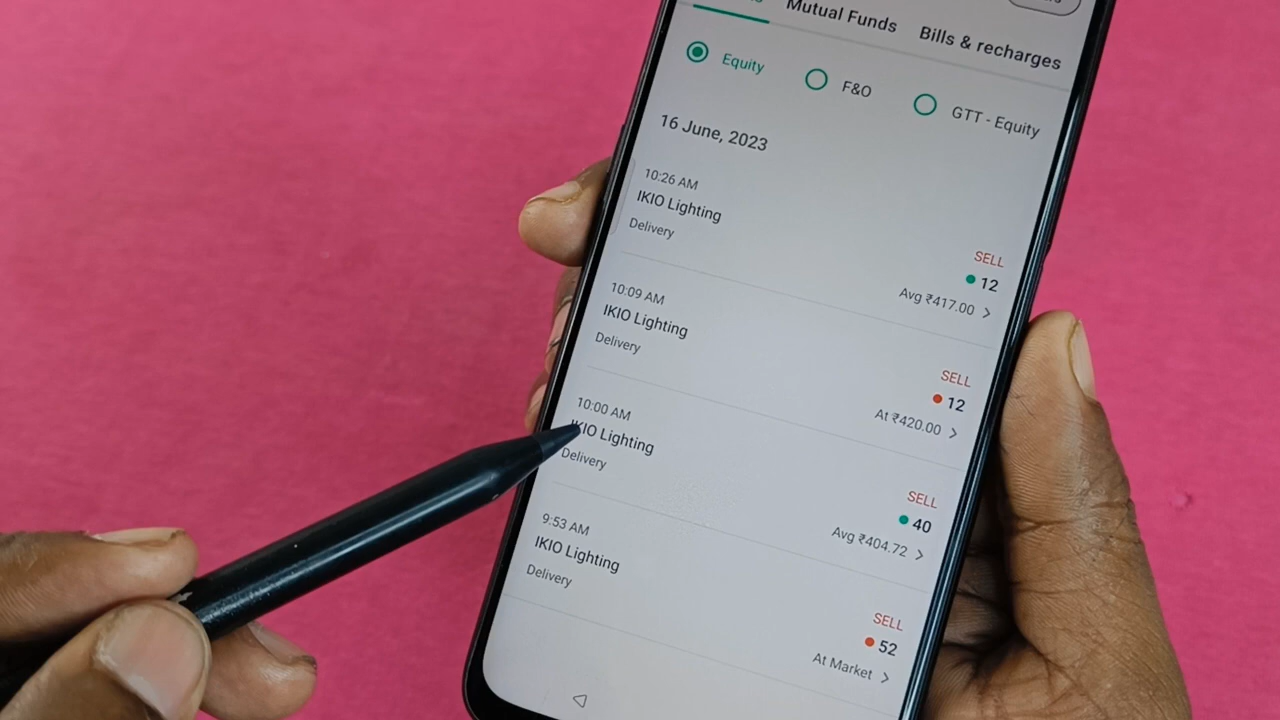 Mutual Funds
Bills & recharges
Equity
F&O
GTT - Equity
16 June, 2023
10:26 AM
IKIO Lighting
Delivery
SELL
12
Avg ₹417.00 >
10:09 AM
IKIO Lighting
Delivery
SELL
12
At ₹420.00 >
10:00 AM
IKIO Lighting
Delivery
SELL
40
Avg ₹404.72 >
9:53 AM
IKIO Lighting
Delivery
SELL
52
At Market >